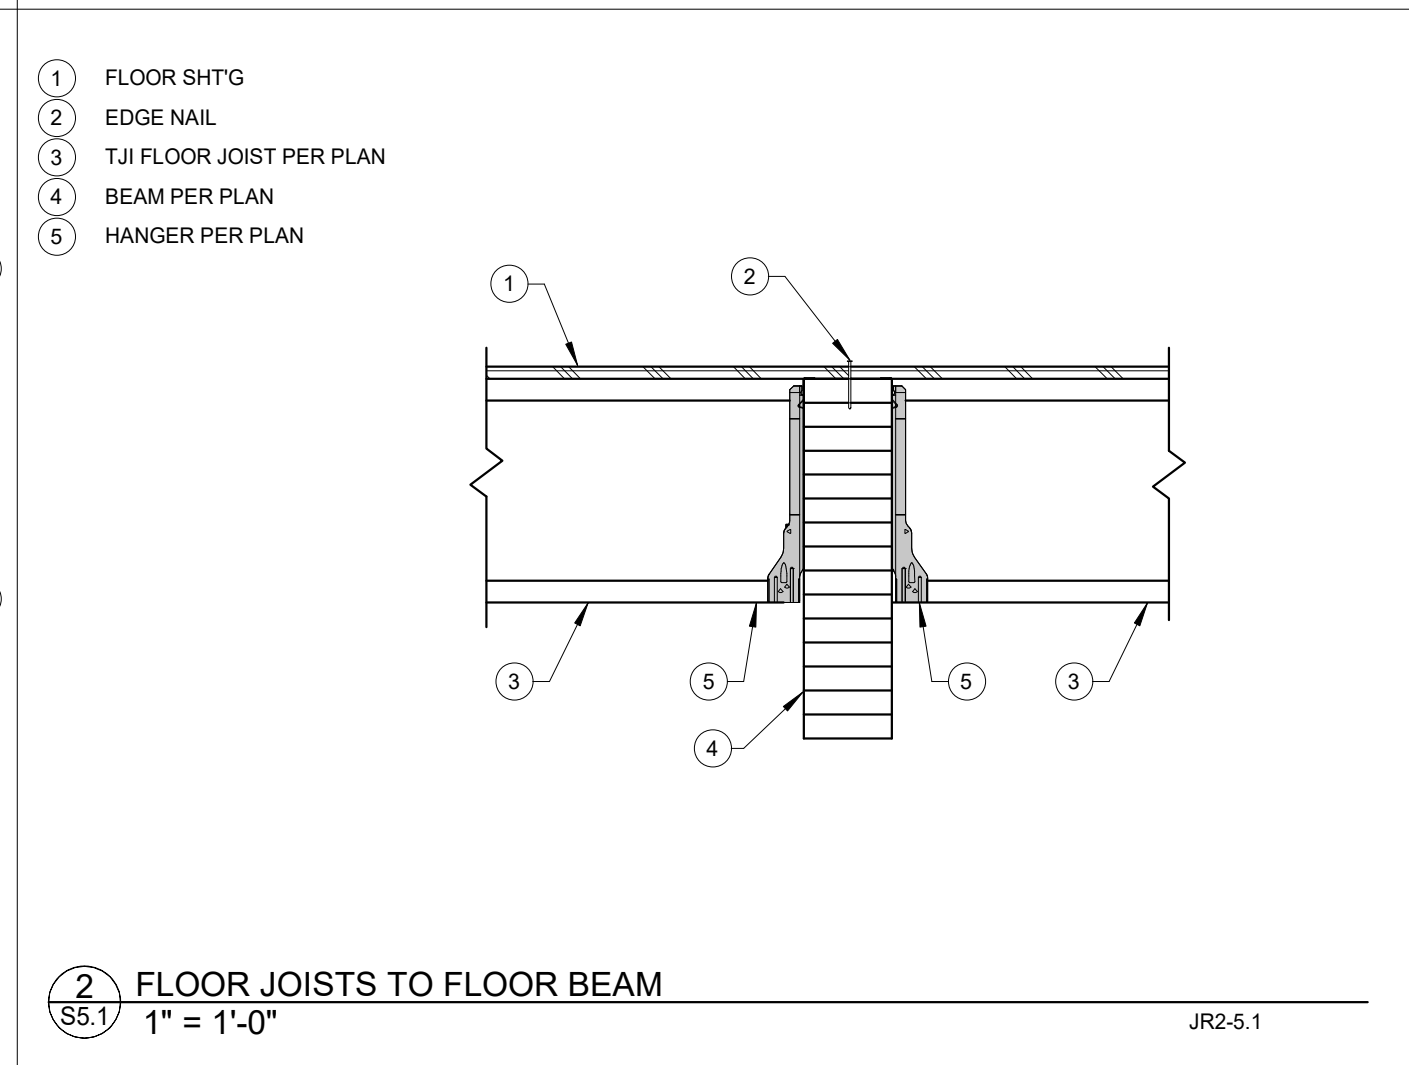 1 FLOOR SHT'G
2 EDGE NAIL
3 TJI FLOOR JOIST PER PLAN
4 BEAM PER PLAN
5 HANGER PER PLAN
1
2
3
5
5
3
4
2 FLOOR JOISTS TO FLOOR BEAM
S5.1 1" = 1'-0"
JR2-5.1